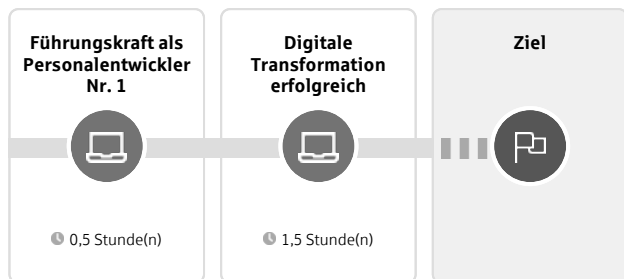 Führungskraft als
Personalentwickler
Nr. 1
0,5 Stunde(n)
Digitale
Transformation
erfolgreich
1,5 Stunde(n)
Ziel